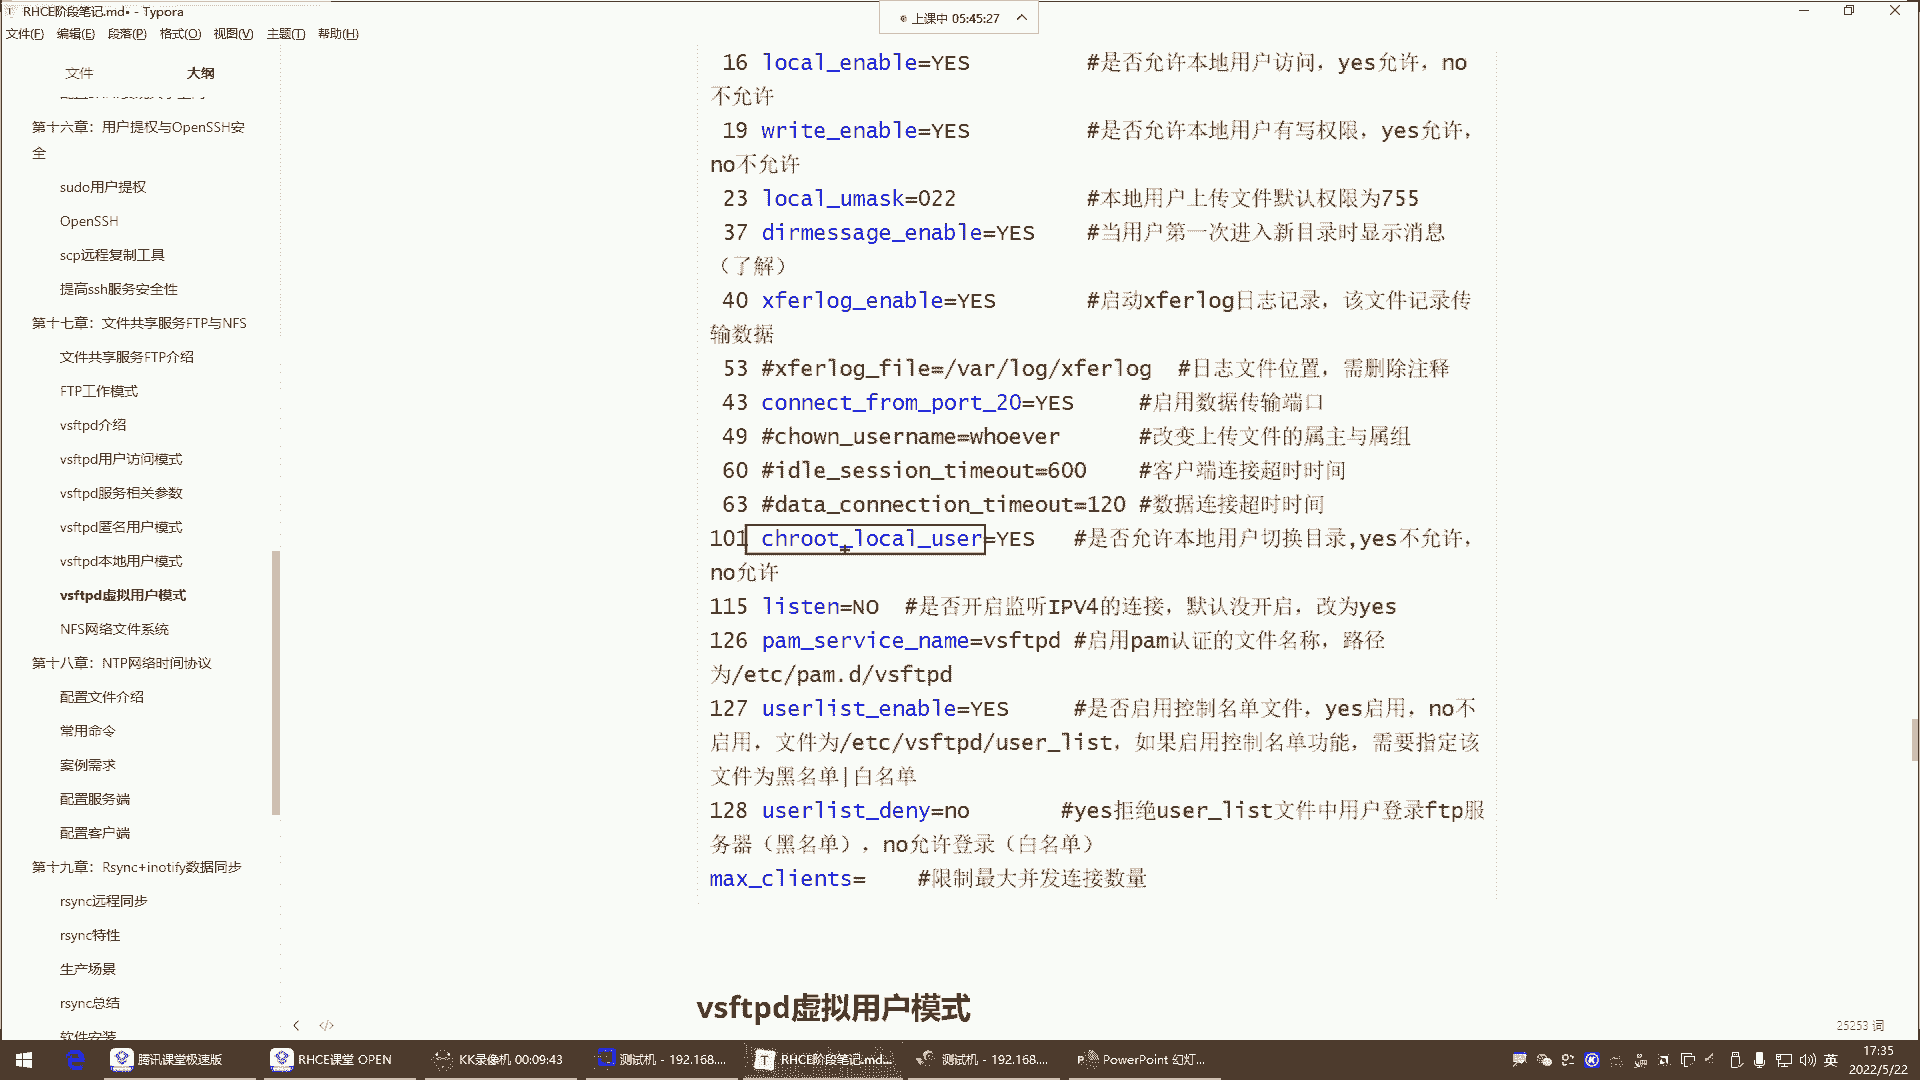 RHCE阶段笔记.md• - Typora
上课中 05:45:27
文件(F) 编辑(E) 段落(P) 格式(O) 视图(V) 主题(T) 帮助(H)
文件 大纲
第十六章：用户提权与OpenSSH安
全
sudo用户提权
OpenSSH
scp远程复制工具
提高ssh服务安全性
第十七章：文件共享服务FTP与NFS
文件共享服务FTP介绍
FTP工作模式
vsftpd介绍
vsftpd用户访问模式
vsftpd服务相关参数
vsftpd匿名用户模式
vsftpd本地用户模式
vsftpd虚拟用户模式
NFS网络文件系统
第十八章：NTP网络时间协议
配置文件介绍
常用命令
案例需求
配置服务端
配置客户端
第十九章：Rsync+inotify数据同步
rsync远程同步
rsync特性
生产场景
rsync总结
软件安装
16 local_enable=YES #是否允许本地用户访问，yes允许，no
不允许
19 write_enable=YES #是否允许本地用户有写权限，yes允许，
no不允许
23 local_umask=022 #本地用户上传文件默认权限为755
37 dirmessage_enable=YES #当用户第一次进入新目录时显示消息
（了解）
40 xferlog_enable=YES #启动xferlog日志记录，该文件记录传
输数据
53 #xferlog_file=/var/log/xferlog #日志文件位置，需删除注释
43 connect_from_port_20=YES #启用数据传输端口
49 #chown_username=whoever #改变上传文件的属主与属组
60 #idle_session_timeout=600 #客户端连接超时时间
63 #data_connection_timeout=120 #数据连接超时时间
101 chroot_local_user=YES #是否允许本地用户切换目录,yes不允许，
no允许
115 listen=NO #是否开启监听IPV4的连接，默认没开启，改为yes
126 pam_service_name=vsftpd #启用pam认证的文件名称，路径
为/etc/pam.d/vsftpd
127 userlist_enable=YES #是否启用控制名单文件，yes启用，no不
启用，文件为/etc/vsftpd/user_list，如果启用控制名单功能，需要指定该
文件为黑名单|白名单
128 userlist_deny=no #yes拒绝user_list文件中用户登录ftp服
务器（黑名单），no允许登录（白名单）
max_clients= #限制最大并发连接数量
vsftpd虚拟用户模式
25253 词
腾讯课堂极速版 RHCE课堂 OPEN KK录像机 00:09:43 测试机 - 192.168.... RHCE阶段笔记.md... 测试机 - 192.168.... PowerPoint 幻灯... 英 17:35
2022/5/22